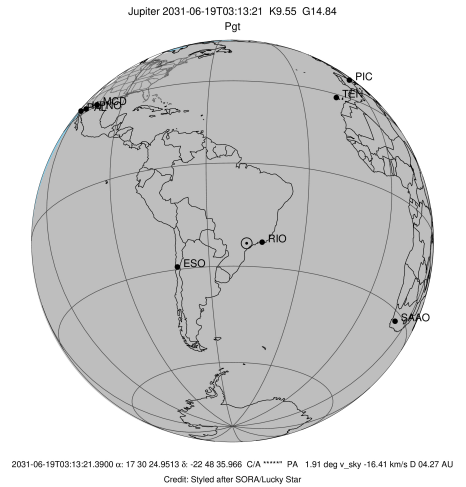 Jupiter 2031-06-19T03:13:21 K9.55 G14.84
Pgt
PIC
TEN
MCD
RIO
ESO
SAAO
2031-06-19T03:13:21.3900 α: 17 30 24.9513 δ: -22 48 35.966 C/A *****" PA 1.91 deg v_sky -16.41 km/s D 04.27 AU
Credit: Styled after SORA/Lucky Star